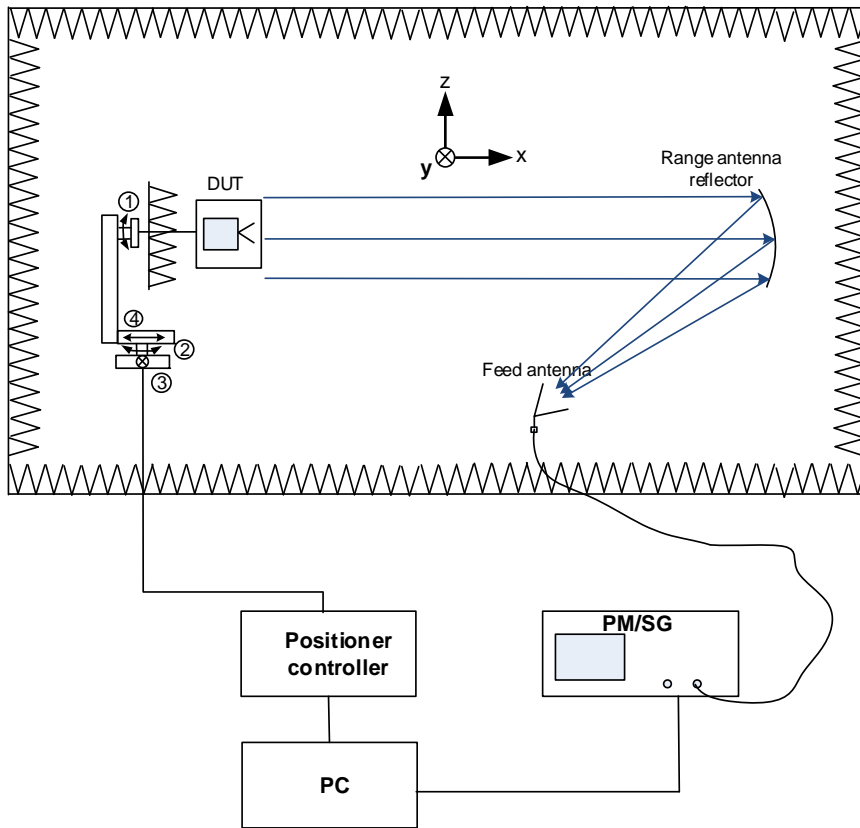 z
y
x
Range antenna
reflector
DUT
①
④
②
③
Feed antenna
Positioner
controller
PM/SG
PC